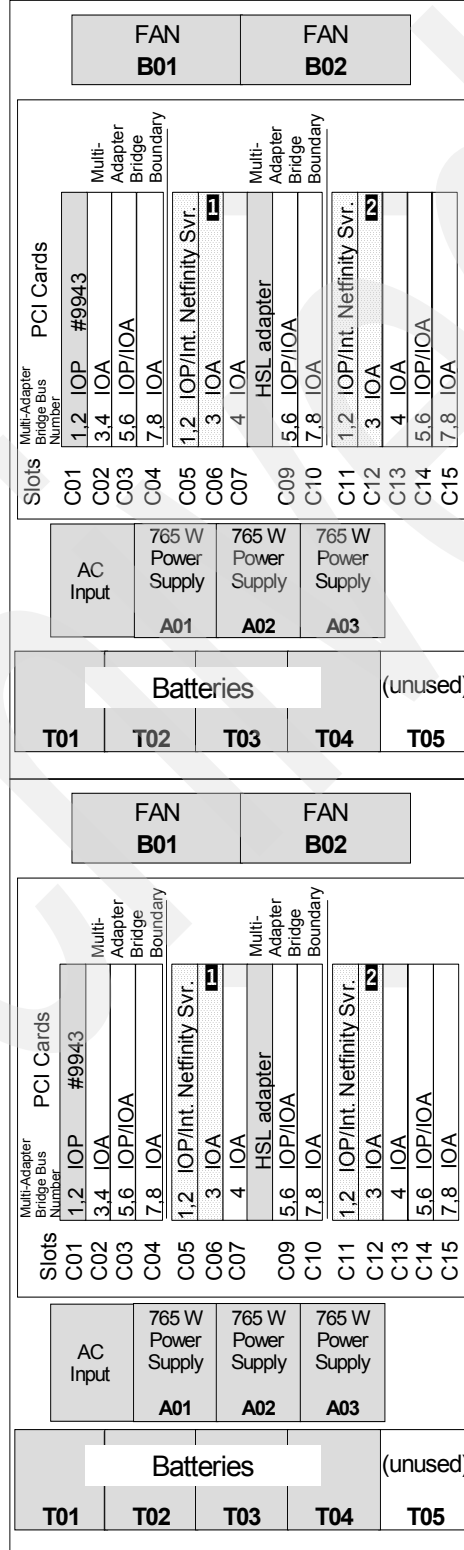 FAN
B01
FAN
B02
Multi-Adapter
Bridge Bus
Number
Slots
PCI Cards
C01 1,2 IOP #9943
C02 3,4 IOA
C03 5,6 IOP/IOA
C04 7,8 IOA
Multi-
Adapter
Bridge
Boundary
C05 1,2 IOP/Int. Netfinity Svr.
C06 3 IOA 1
C07 4 IOA
HSL adapter
C09 5,6 IOP/IOA
C10 7,8 IOA
Multi-
Adapter
Bridge
Boundary
C11 1,2 IOP/Int. Netfinity Svr.
C12 3 IOA 2
C13 4 IOA
C14 5,6 IOP/IOA
C15 7,8 IOA
AC
Input
765 W
Power
Supply
A01
765 W
Power
Supply
A02
765 W
Power
Supply
A03
Batteries
(unused)
T01 T02 T03 T04 T05
FAN
B01
FAN
B02
Multi-Adapter
Bridge Bus
Number
Slots
PCI Cards
C01 1,2 IOP #9943
C02 3,4 IOA
C03 5,6 IOP/IOA
C04 7,8 IOA
Multi-
Adapter
Bridge
Boundary
C05 1,2 IOP/Int. Netfinity Svr.
C06 3 IOA 1
C07 4 IOA
HSL adapter
C09 5,6 IOP/IOA
C10 7,8 IOA
Multi-
Adapter
Bridge
Boundary
C11 1,2 IOP/Int. Netfinity Svr.
C12 3 IOA 2
C13 4 IOA
C14 5,6 IOP/IOA
C15 7,8 IOA
AC
Input
765 W
Power
Supply
A01
765 W
Power
Supply
A02
765 W
Power
Supply
A03
Batteries
(unused)
T01 T02 T03 T04 T05